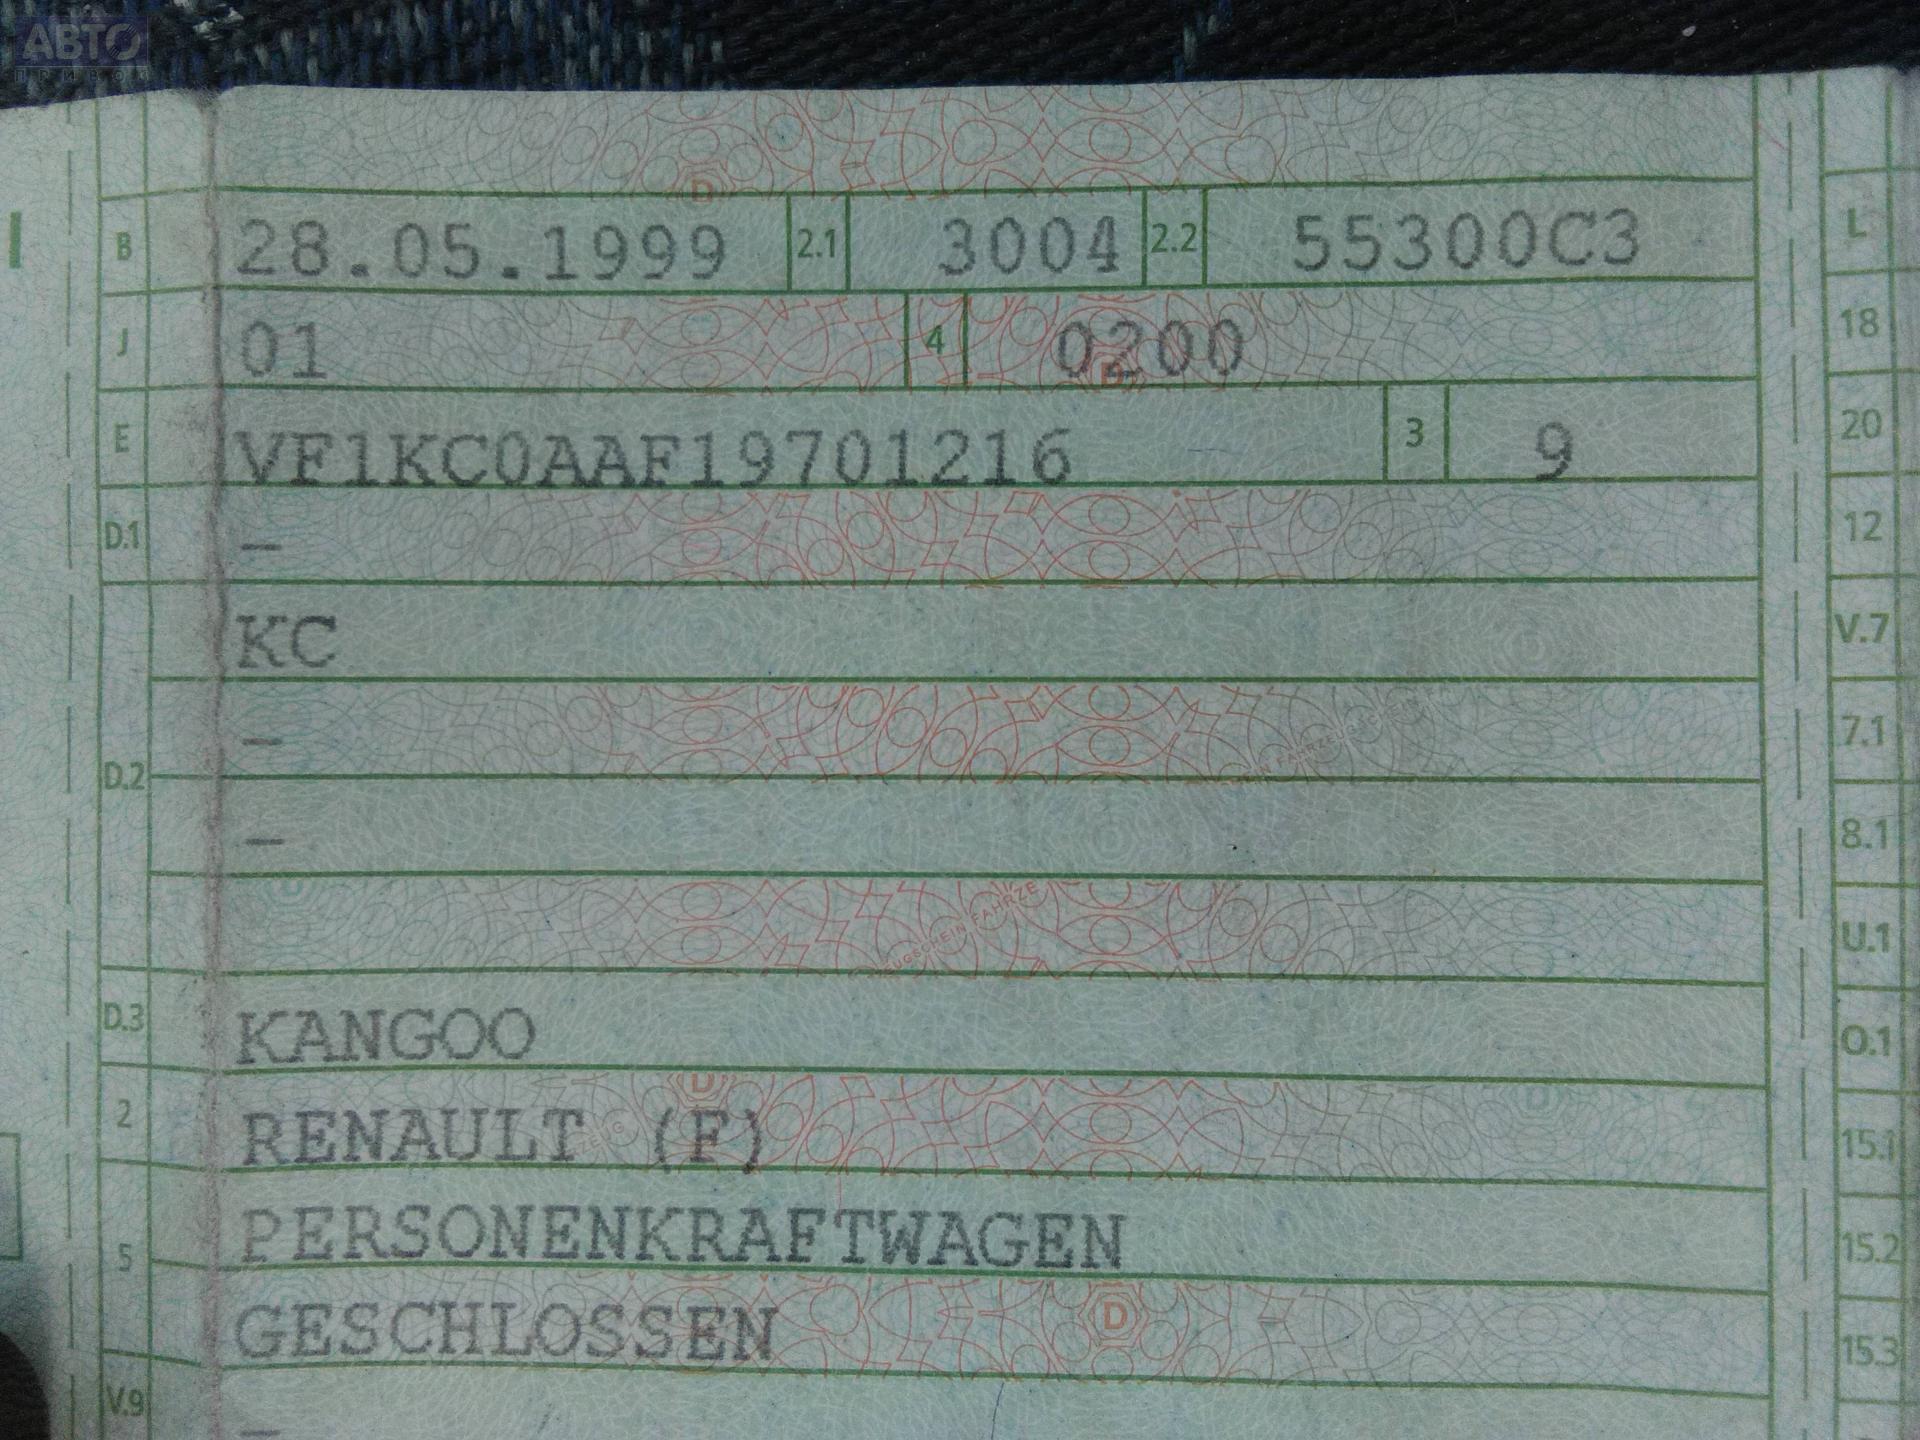 АВТО
ПРИВОЗ
B 28.05.1999 2.1 3004 2.2 55300C3 L
J 01 4 0200 18
E VF1KC0AAF19701216 3 9 20
D.1 – 12
KC V.7
– 7.1
D.2
– 8.1
U.1
D.3 KANGOO O.1
2 RENAULT (F) 15.1
PERSONENKRAFTWAGEN 15.2
5
GESCHLOSSEN 15.3
V.9 –